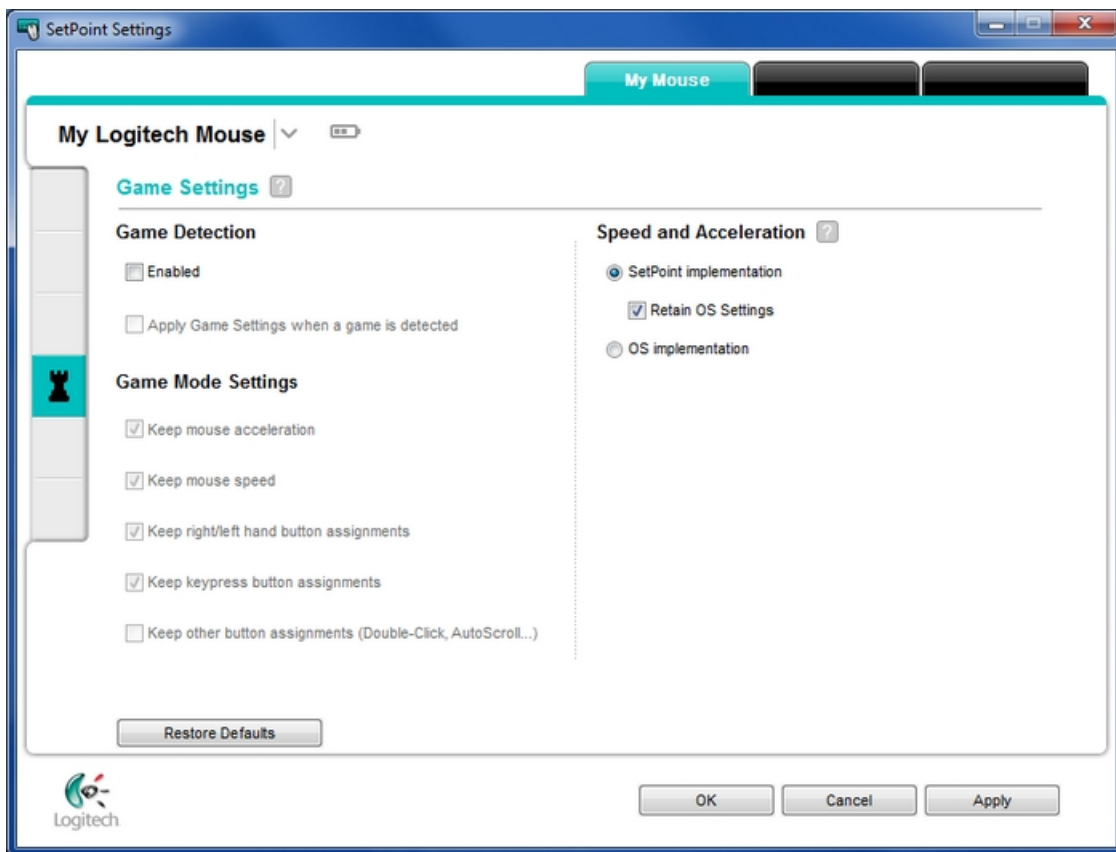 SetPoint Settings
My Mouse
My Logitech Mouse
Game Settings ?
Game Detection
Enabled
Apply Game Settings when a game is detected
Game Mode Settings
Keep mouse acceleration
Keep mouse speed
Keep right/left hand button assignments
Keep keypress button assignments
Keep other button assignments (Double-Click, AutoScroll...)
Speed and Acceleration ?
SetPoint implementation
Retain OS Settings
OS implementation
Restore Defaults
Logitech
OK
Cancel
Apply